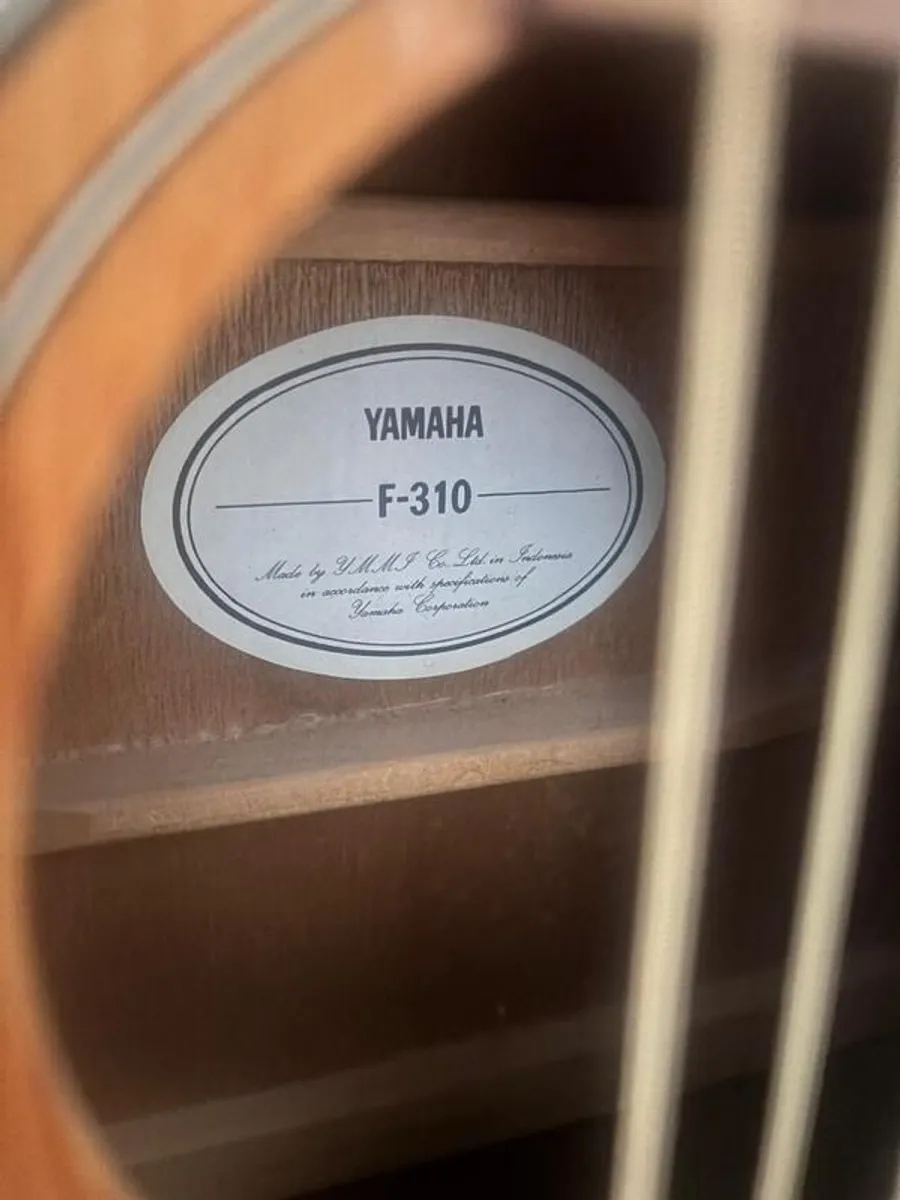 YAMAHA
F-310
Made by YMMI Co., Ltd. in Indonesia
in accordance with specifications of
Yamaha Corporation